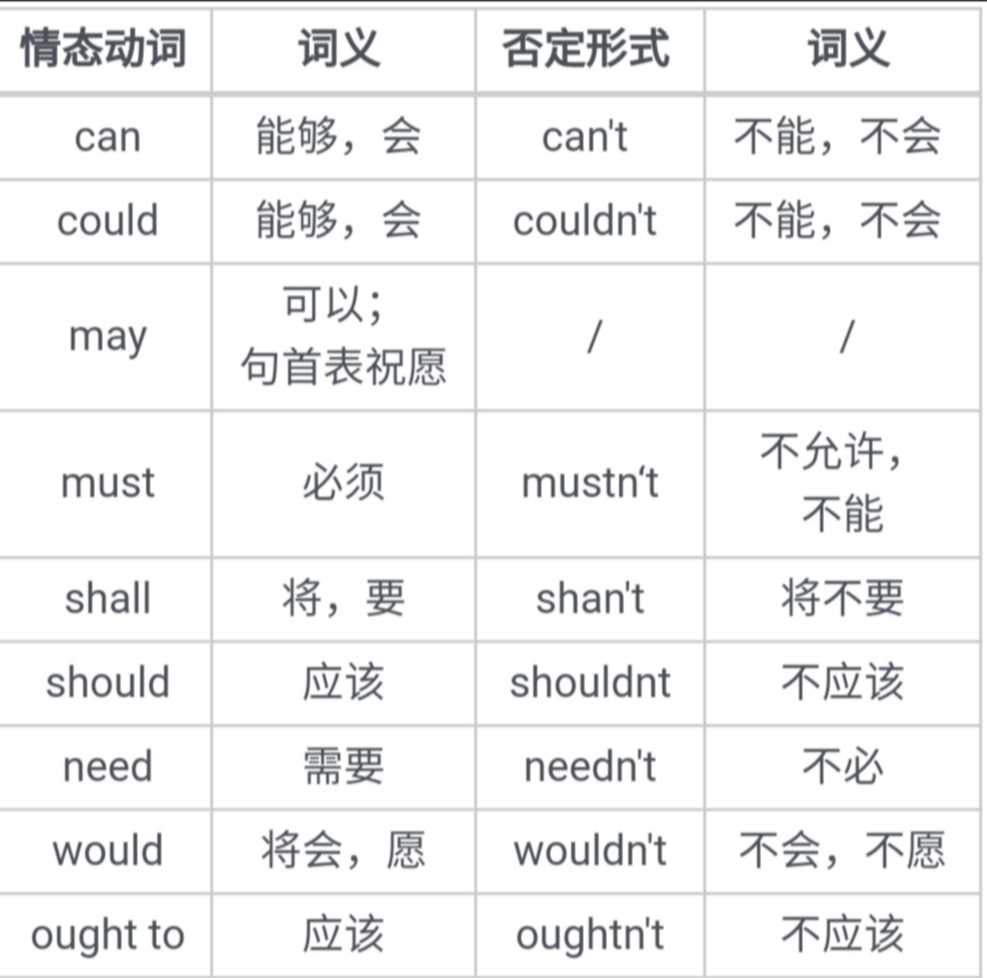 情态动词 词义 否定形式 词义
can 能够，会 can't 不能，不会
could 能够，会 couldn't 不能，不会
may 可以； / /
句首表祝愿
must 必须 mustn‘t 不允许，
不能
shall 将，要 shan't 将不要
should 应该 shouldnt 不应该
need 需要 needn't 不必
would 将会，愿 wouldn't 不会，不愿
ought to 应该 oughtn't 不应该